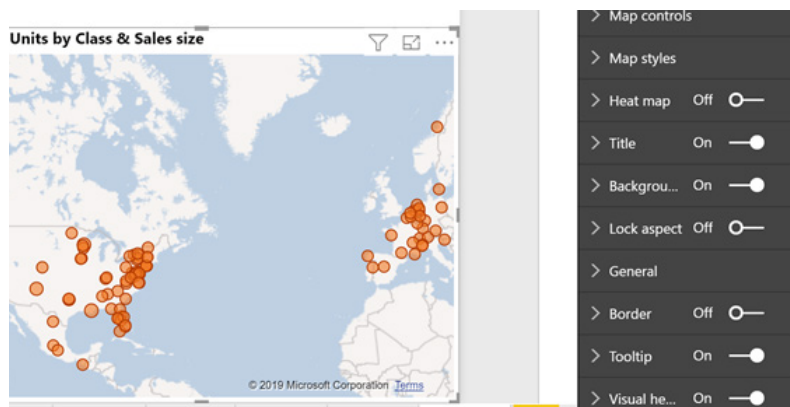 Units by Class & Sales size
© 2019 Microsoft Corporation Terms
Map controls
Map styles
Heat map Off
Title On
Backgrou... On
Lock aspect Off
General
Border Off
Tooltip On
Visual he... On